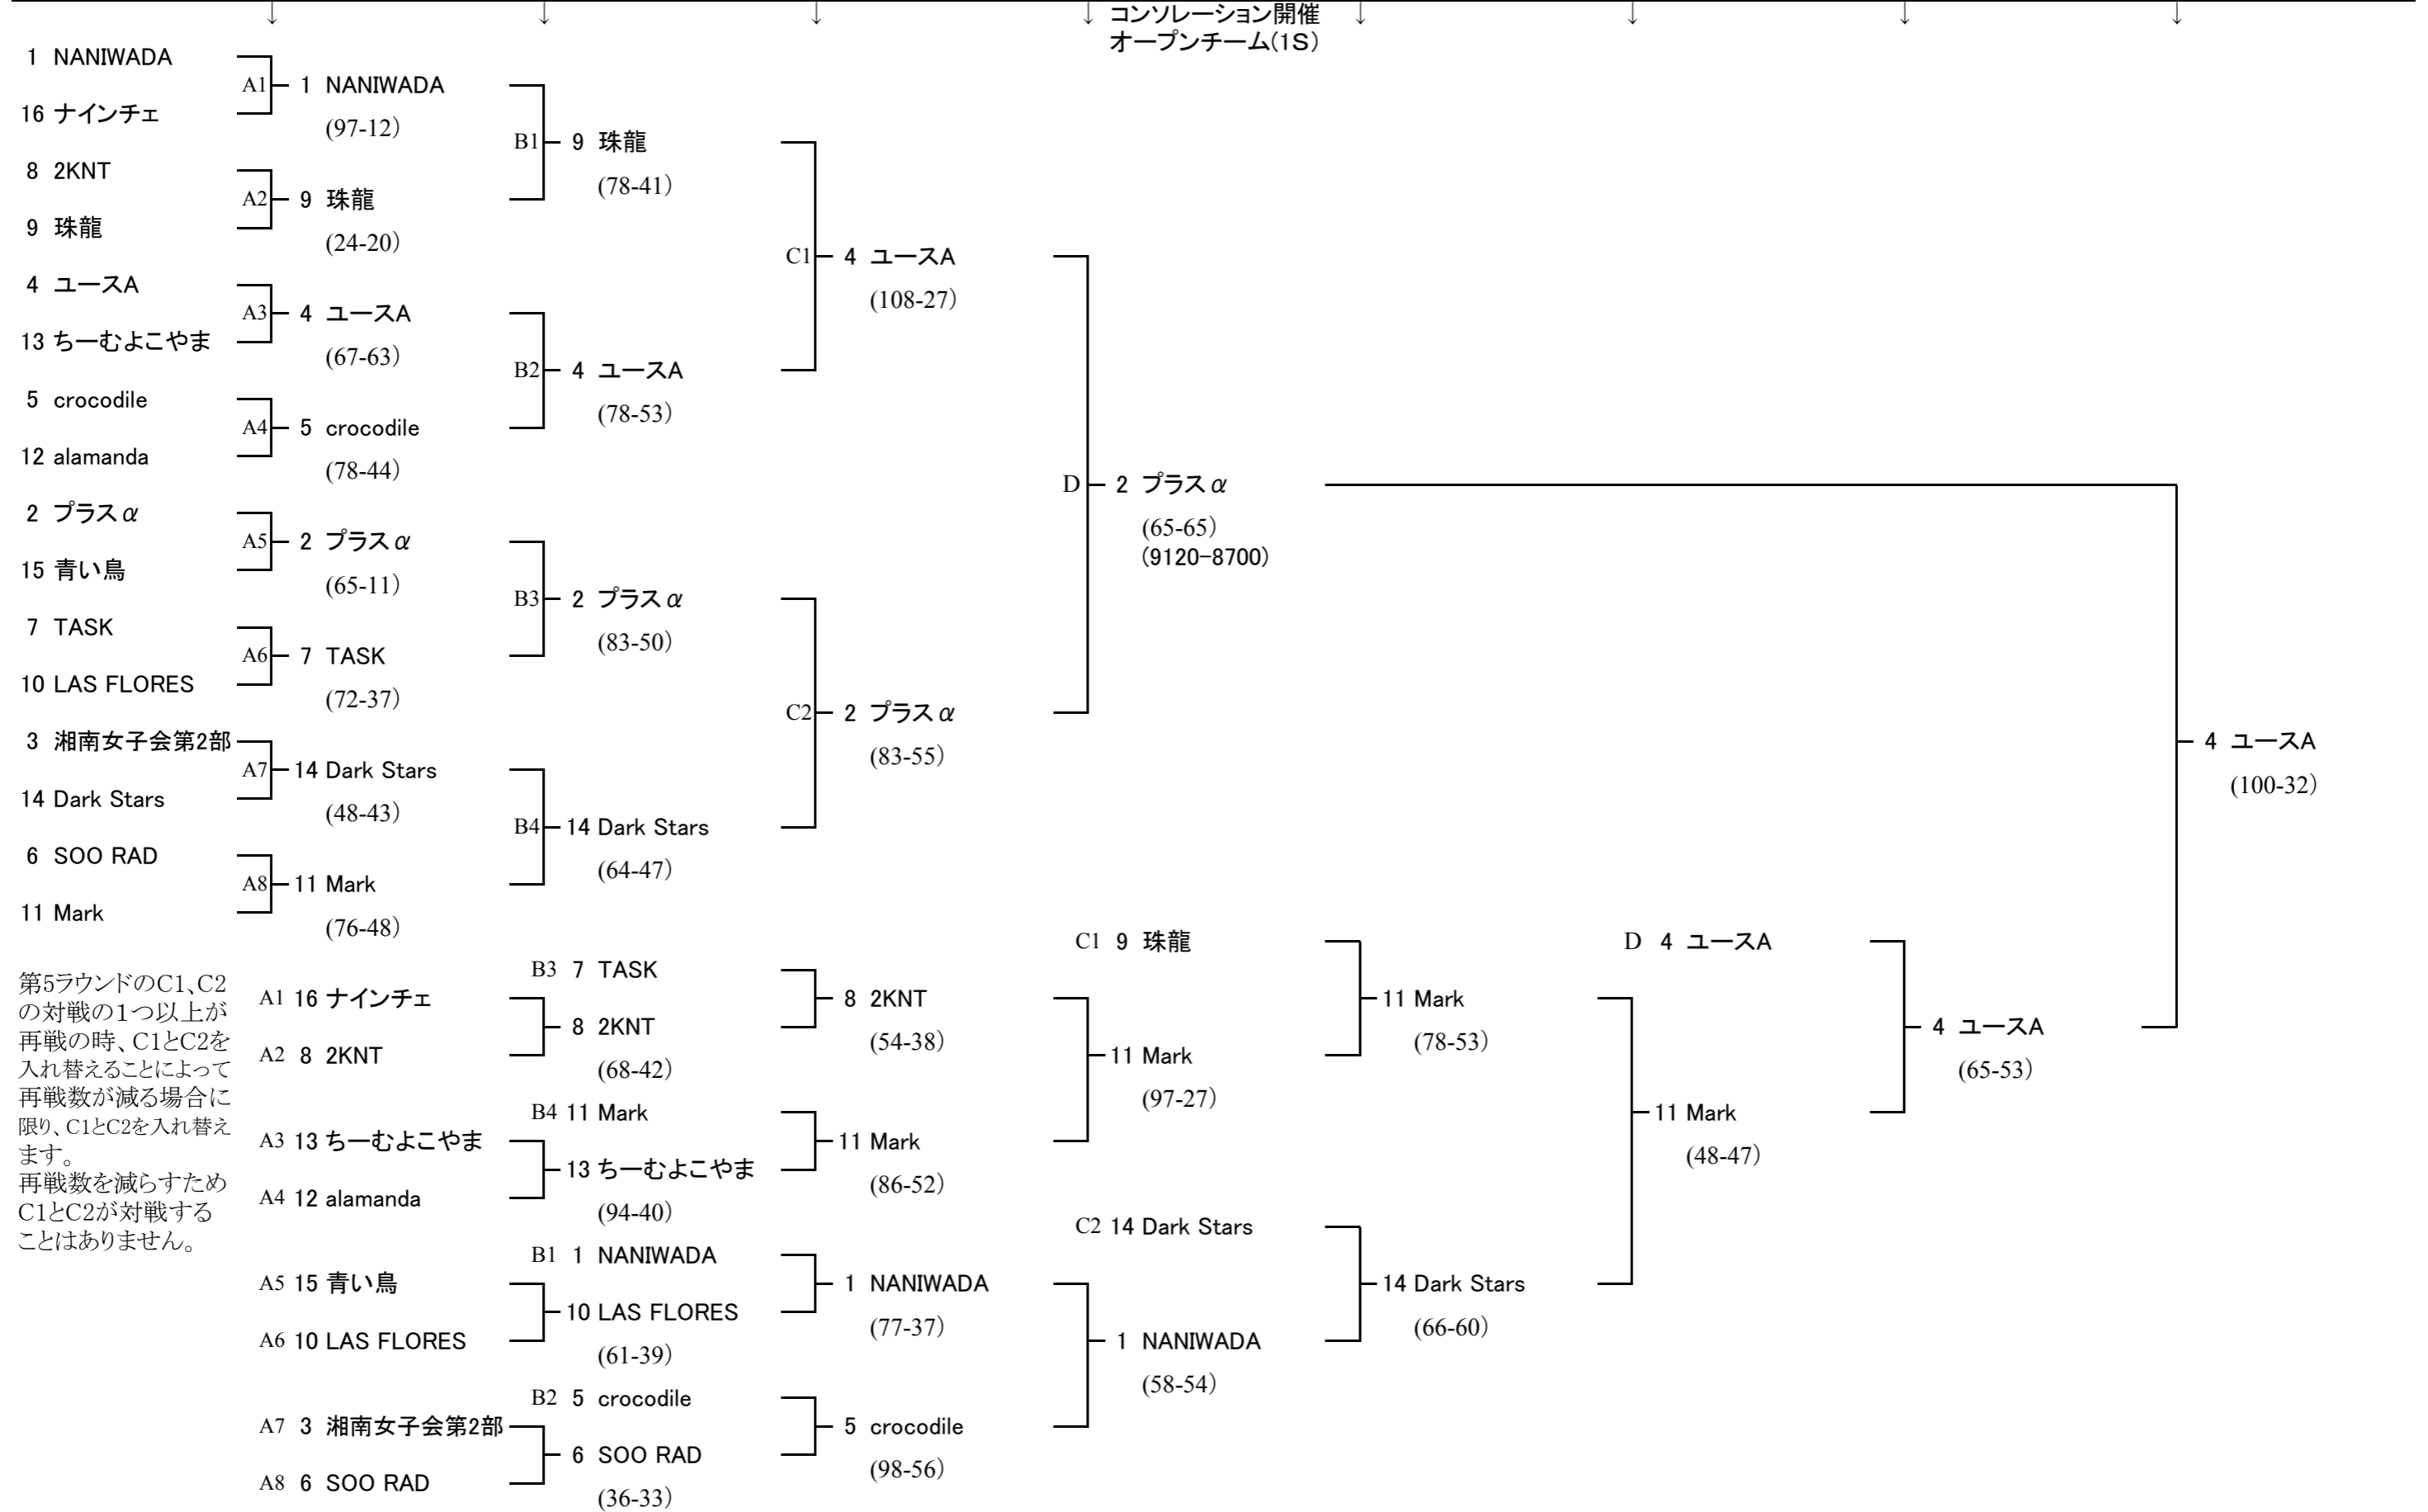 コンソレーション開催
オープンチーム(1S)
1 NANIWADA
A1 1 NANIWADA
16 ナインチェ
(97-12)
B1 9 珠龍
8 2KNT
(78-41)
A2 9 珠龍
9 珠龍
(24-20)
C1 4 ユースA
4 ユースA
(108-27)
A3 4 ユースA
13 ちーむよこやま
(67-63)
B2 4 ユースA
5 crocodile
(78-53)
A4 5 crocodile
12 alamanda
(78-44)
D 2 プラスα
2 プラスα
(65-65)
A5 2 プラスα
(9120-8700)
15 青い鳥
(65-11)
B3 2 プラスα
7 TASK
(83-50)
A6 7 TASK
10 LAS FLORES
(72-37)
C2 2 プラスα
3 湘南女子会第2部
4 ユースA
(83-55)
A7 14 Dark Stars
(100-32)
14 Dark Stars
(48-43)
B4 14 Dark Stars
6 SOO RAD
(64-47)
A8 11 Mark
11 Mark
(76-48)
C1 9 珠龍
D 4 ユースA
第5ラウンドのC1、C2
の対戦の1つ以上が
再戦の時、C1とC2を
入れ替えることによって
再戦数が減る場合に
限り、C1とC2を入れ替え
ます。
再戦数を減らすため
C1とC2が対戦する
ことはありません。
B3 7 TASK
A1 16 ナインチェ
8 2KNT
11 Mark
8 2KNT
4 ユースA
(54-38)
(78-53)
A2 8 2KNT
11 Mark
(68-42)
(65-53)
(97-27)
B4 11 Mark
11 Mark
A3 13 ちーむよこやま
11 Mark
(48-47)
13 ちーむよこやま
(86-52)
A4 12 alamanda
(94-40)
C2 14 Dark Stars
B1 1 NANIWADA
A5 15 青い鳥
1 NANIWADA
14 Dark Stars
10 LAS FLORES
(77-37)
(66-60)
A6 10 LAS FLORES
1 NANIWADA
(61-39)
(58-54)
B2 5 crocodile
A7 3 湘南女子会第2部
5 crocodile
6 SOO RAD
(98-56)
A8 6 SOO RAD
(36-33)